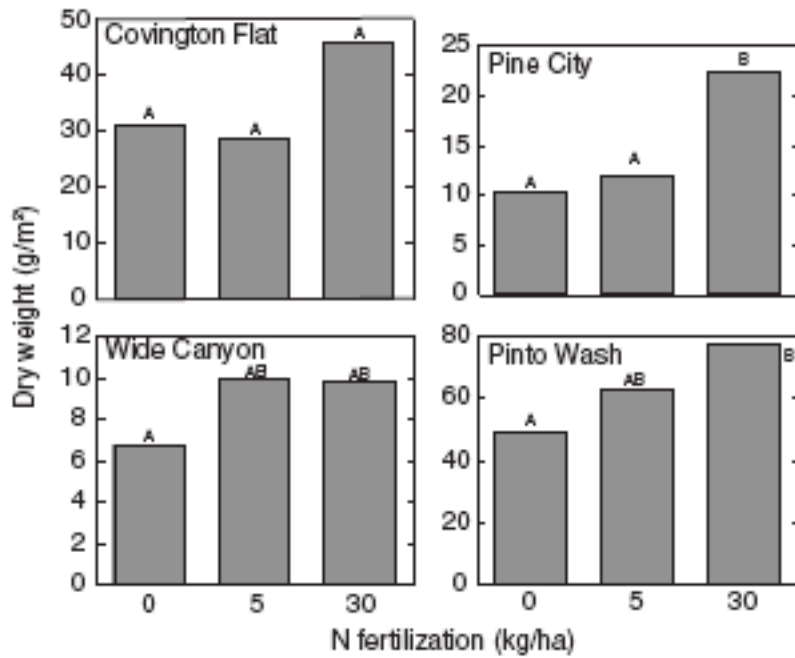 Dry weight (g/m²)
Covington Flat
50
40
30
20
10
0
A
A
A
Pine City
25
20
15
10
5
0
A
A
B
Wide Canyon
12
10
8
6
4
2
0
A
AB
AB
0
5
30
Pinto Wash
80
60
40
20
0
A
AB
B
0
5
30
N fertilization (kg/ha)